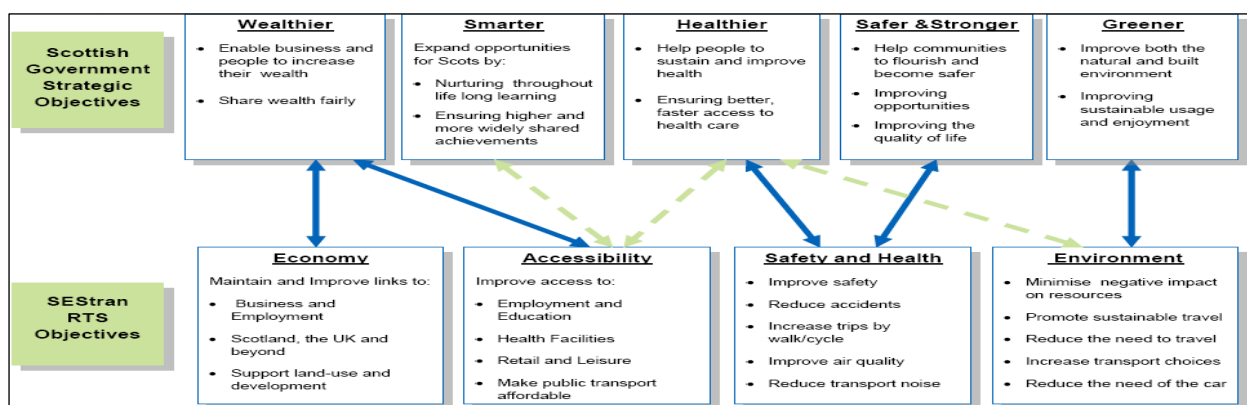 Scottish
Government
Strategic
Objectives
Wealthier
• Enable business and
people to increase
their wealth
• Share wealth fairly
Smarter
Expand opportunities
for Scots by:
• Nurturing throughout
life long learning
• Ensuring higher and
more widely shared
achievements
Healthier
• Help people to
sustain and improve
health
• Ensuring better,
faster access to
health care
Safer &Stronger
• Help communities
to flourish and
become safer
• Improving
opportunities
• Improving the
quality of life
Greener
• Improve both the
natural and built
environment
• Improving
sustainable usage
and enjoyment
SEStran
RTS
Objectives
Economy
Maintain and Improve links to:
• Business and
Employment
• Scotland, the UK and
beyond
• Support land-use and
development
Accessibility
Improve access to:
• Employment and
Education
• Health Facilities
• Retail and Leisure
• Make public transport
affordable
Safety and Health
• Improve safety
• Reduce accidents
• Increase trips by
walk/cycle
• Improve air quality
• Reduce transport noise
Environment
• Minimise negative impact
on resources
• Promote sustainable travel
• Reduce the need to travel
• Increase transport choices
• Reduce the need of the car